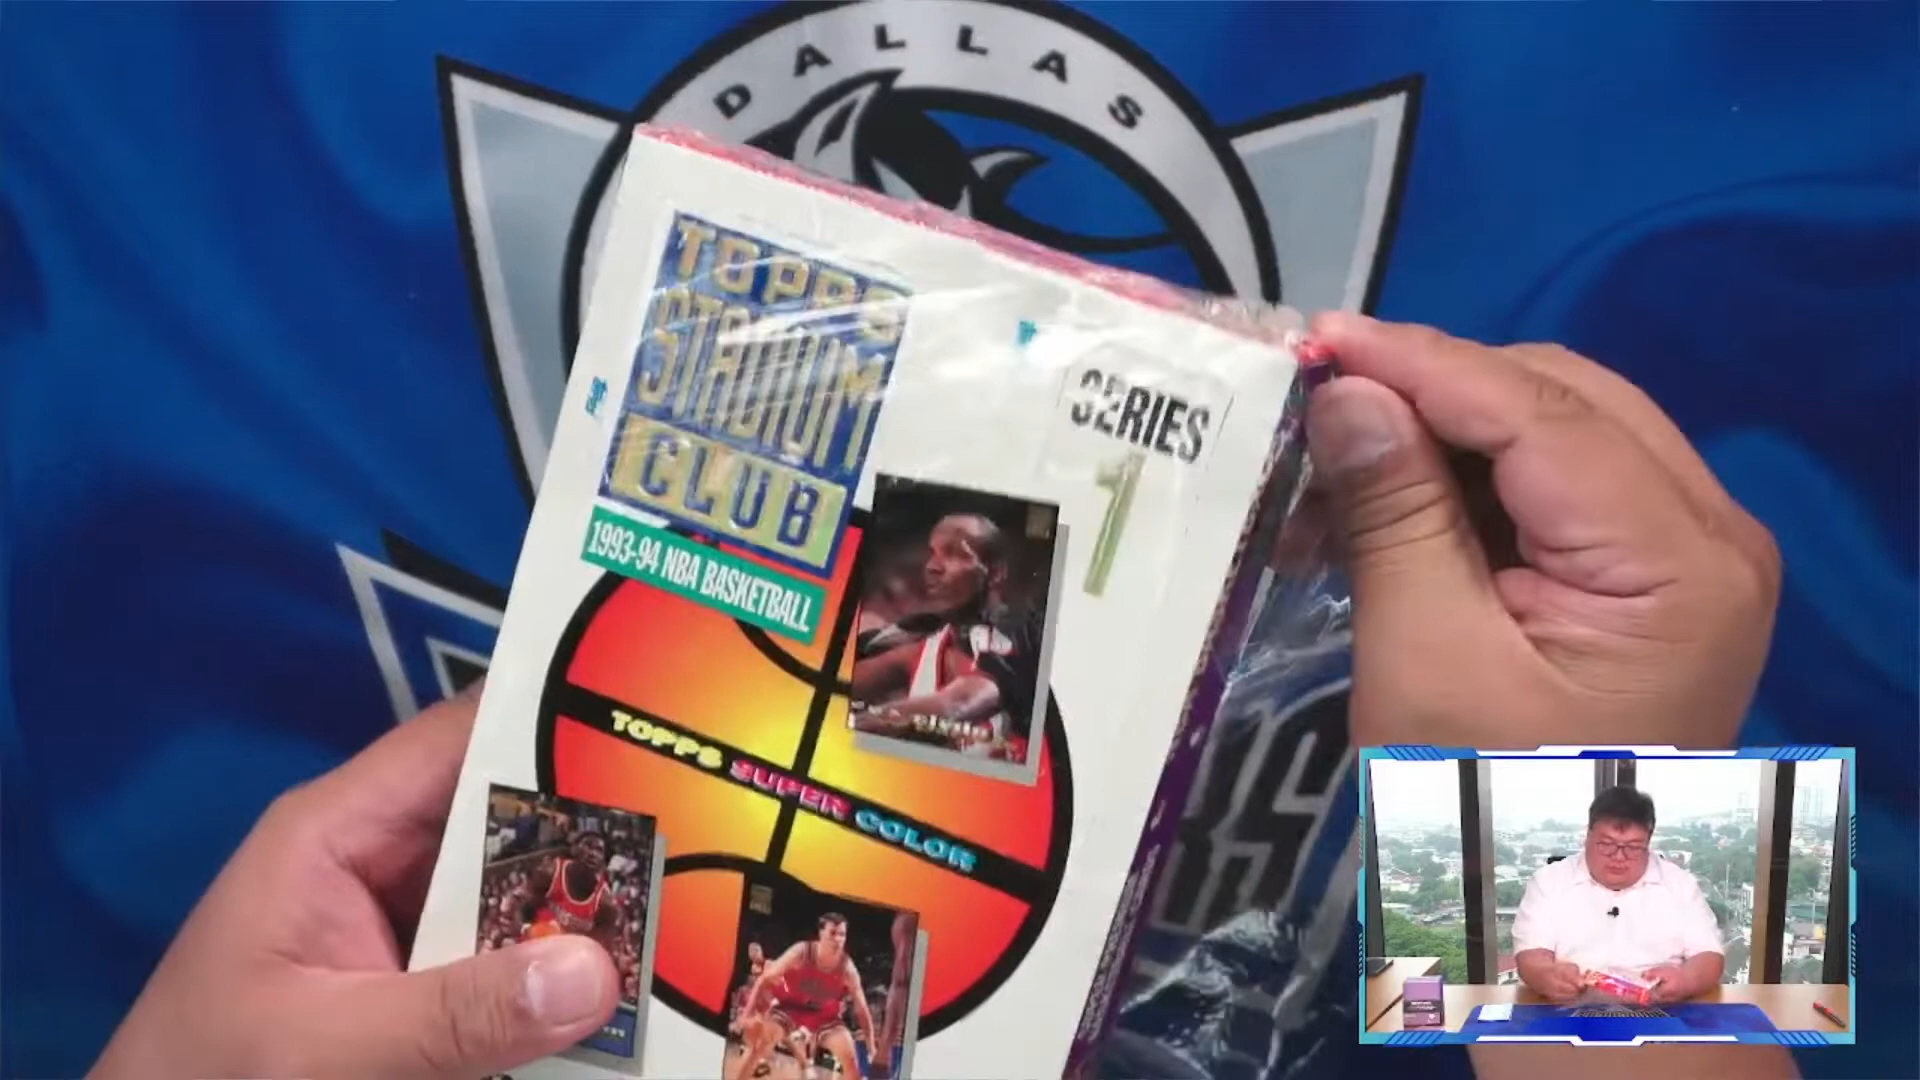 DALLAS
TOPPS
STADIUM
CLUB
1993-94 NBA BASKETBALL
SERIES
1
TOPPS SUPER COLOR